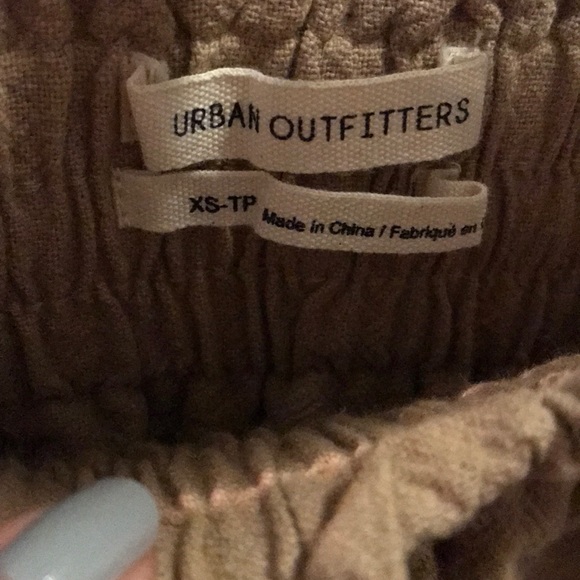 URBAN OUTFITTERS
XS-TP Made in China / Fabriqué en